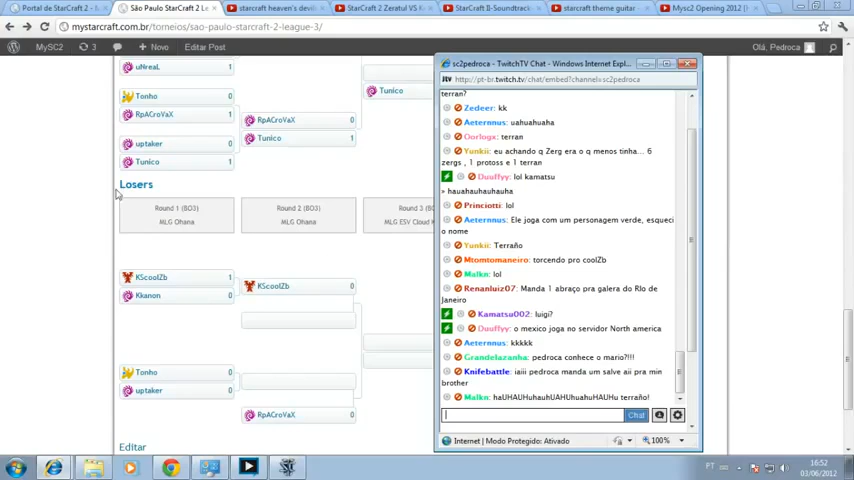 Portal de StarCraft 2 - S
São Paulo StarCraft 2 Le
starcraft heaven's devil
StarCraft 2 Zeratul VS K
StarCraft II-Soundtrack
starcraft theme guitar -
Mysc2 Opening 2012 [H
mystarcraft.com.br/torneios/sao-paulo-starcraft-2-league-3/
MySC2
3
Novo
Editar Post
Olá, Pedroca
uNreaL 1
Tonho 0
RpACroVaX 1
uptaker 0
Tunico 1
RpACroVaX 0
Tunico 1
Tunico
Losers
Round 1 (BO3)
MLG Ohana
Round 2 (BO3)
MLG Ohana
Round 3 (BO3)
MLG ESV Cloud K
KScoolZb 1
Kkanon 0
KScoolZb 0
Tonho 0
uptaker 0
RpACroVaX 0
Editar
sc2pedroca - TwitchTV Chat - Windows Internet Expl...
http://pt-br.twitch.tv/chat/embed?channel=sc2pedroca
terran?
Zedeer: kk
Aeternnus: uahuahuaha
Oorlogx: terran
Yunkii: eu achando q Zerg era o q menos tinha... 6
zergs , 1 protoss e 1 terran
Duuffyy: lol kamatsu
> hauahauhauhauha
Princiotti: lol
Aeternnus: Ele joga com um personagem verde, esqueci
o nome
Yunkii: Terraño
Mtomtomaneiro: torcendo pro coolZb
Malkn: lol
Renanluiz07: Manda 1 abraço pra galera do RIo de
Janeiro
Kamatsu002: luigi?
Duuffyy: o mexico joga no servidor North america
Aeternnus: kkkkk
Grandelazanha: pedroca conhece o mario?!!!
Knifebattle: iaiii pedroca manda um salve aii pra min
brother
Malkn: haUHAUHuhauhUAHUhuahuHAUHu terraño!
Chat
Internet | Modo Protegido: Ativado
100%
PT
16:52
03/06/2012